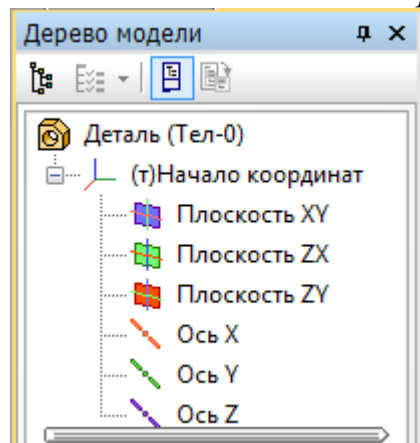 Дерево модели
Деталь (Тел-0)
(т)Начало координат
Плоскость XY
Плоскость ZX
Плоскость ZY
Ось X
Ось Y
Ось Z